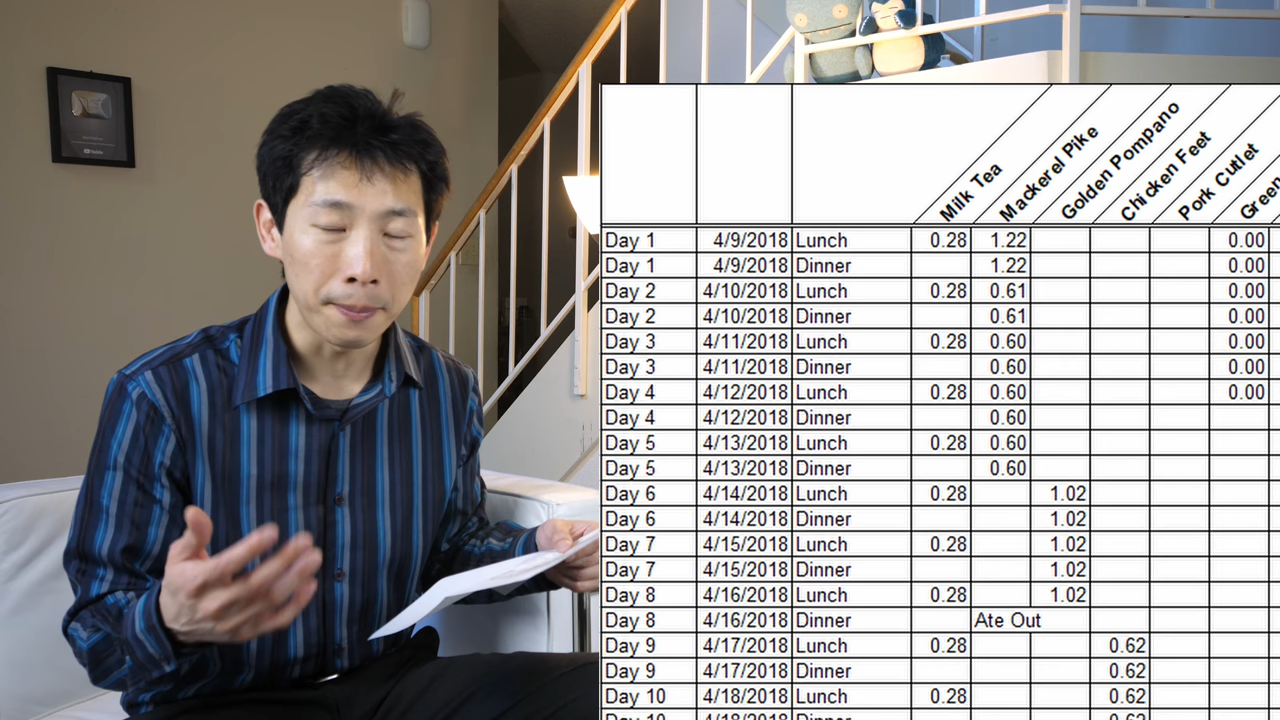 YouTube
Milk Tea
Mackerel Pike
Golden Pompano
Chicken Feet
Pork Cutlet
Green
Day 1 4/9/2018 Lunch 0.28 1.22 0.00
Day 1 4/9/2018 Dinner 1.22 0.00
Day 2 4/10/2018 Lunch 0.28 0.61 0.00
Day 2 4/10/2018 Dinner 0.61 0.00
Day 3 4/11/2018 Lunch 0.28 0.60 0.00
Day 3 4/11/2018 Dinner 0.60 0.00
Day 4 4/12/2018 Lunch 0.28 0.60 0.00
Day 4 4/12/2018 Dinner 0.60
Day 5 4/13/2018 Lunch 0.28 0.60
Day 5 4/13/2018 Dinner 0.60
Day 6 4/14/2018 Lunch 0.28 1.02
Day 6 4/14/2018 Dinner 1.02
Day 7 4/15/2018 Lunch 0.28 1.02
Day 7 4/15/2018 Dinner 1.02
Day 8 4/16/2018 Lunch 0.28 1.02
Day 8 4/16/2018 Dinner Ate Out
Day 9 4/17/2018 Lunch 0.28 0.62
Day 9 4/17/2018 Dinner 0.62
Day 10 4/18/2018 Lunch 0.28 0.62
Day 10 4/18/2018 Dinner 0.62